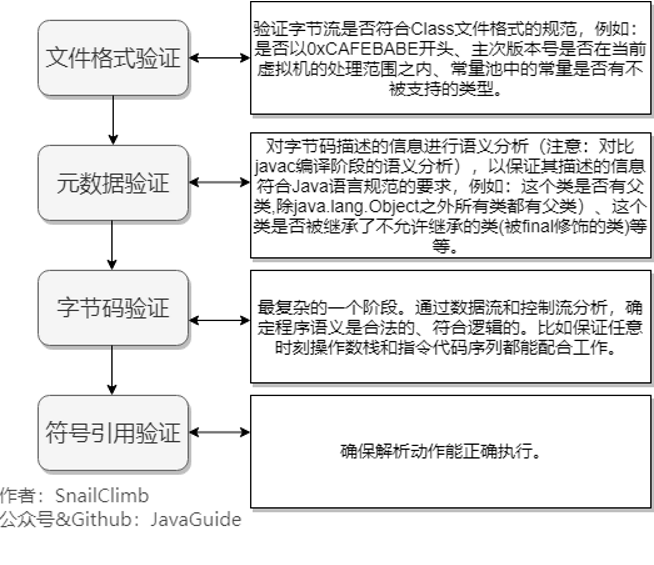 文件格式验证
验证字节流是否符合Class文件格式的规范，例如：
是否以0xCAFEBABE开头、主次版本号是否在当前
虚拟机的处理范围之内、常量池中的常量是否有不
被支持的类型。
元数据验证
对字节码描述的信息进行语义分析（注意：对比
javac编译阶段的语义分析），以保证其描述的信息
符合Java语言规范的要求，例如：这个类是否有父
类,除java.lang.Object之外所有类都有父类）、这个
类是否被继承了不允许继承的类(被final修饰的类)等
等。
字节码验证
最复杂的一个阶段。通过数据流和控制流分析，确
定程序语义是合法的、符合逻辑的。比如保证任意
时刻操作数栈和指令代码序列都能配合工作。
符号引用验证
确保解析动作能正确执行。
作者：SnailClimb
公众号&Github：JavaGuide